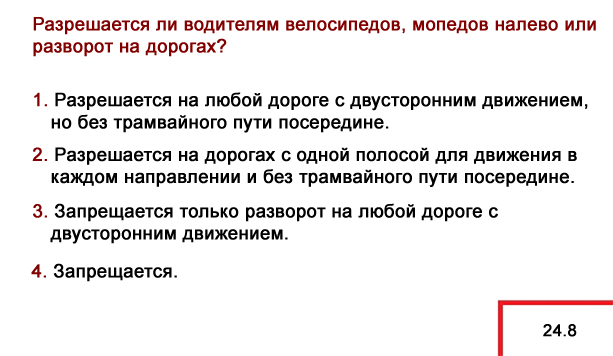 Разрешается ли водителям велосипедов, мопедов налево или
разворот на дорогах?
1. Разрешается на любой дороге с двусторонним движением,
но без трамвайного пути посередине.
2. Разрешается на дорогах с одной полосой для движения в
каждом направлении и без трамвайного пути посередине.
3. Запрещается только разворот на любой дороге с
двусторонним движением.
4. Запрещается.
24.8